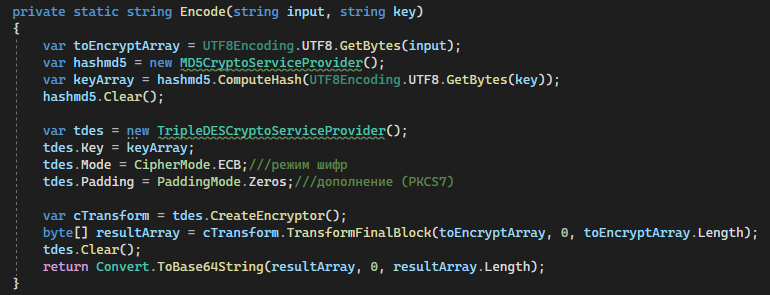 private static string Encode(string input, string key)
{
var toEncryptArray = UTF8Encoding.UTF8.GetBytes(input);
var hashmd5 = new MD5CryptoServiceProvider();
var keyArray = hashmd5.ComputeHash(UTF8Encoding.UTF8.GetBytes(key));
hashmd5.Clear();
var tdes = new TripleDESCryptoServiceProvider();
tdes.Key = keyArray;
tdes.Mode = CipherMode.ECB;///режим шифр
tdes.Padding = PaddingMode.Zeros;///дополнение (PKCS7)
var cTransform = tdes.CreateEncryptor();
byte[] resultArray = cTransform.TransformFinalBlock(toEncryptArray, 0, toEncryptArray.Length);
tdes.Clear();
return Convert.ToBase64String(resultArray, 0, resultArray.Length);
}